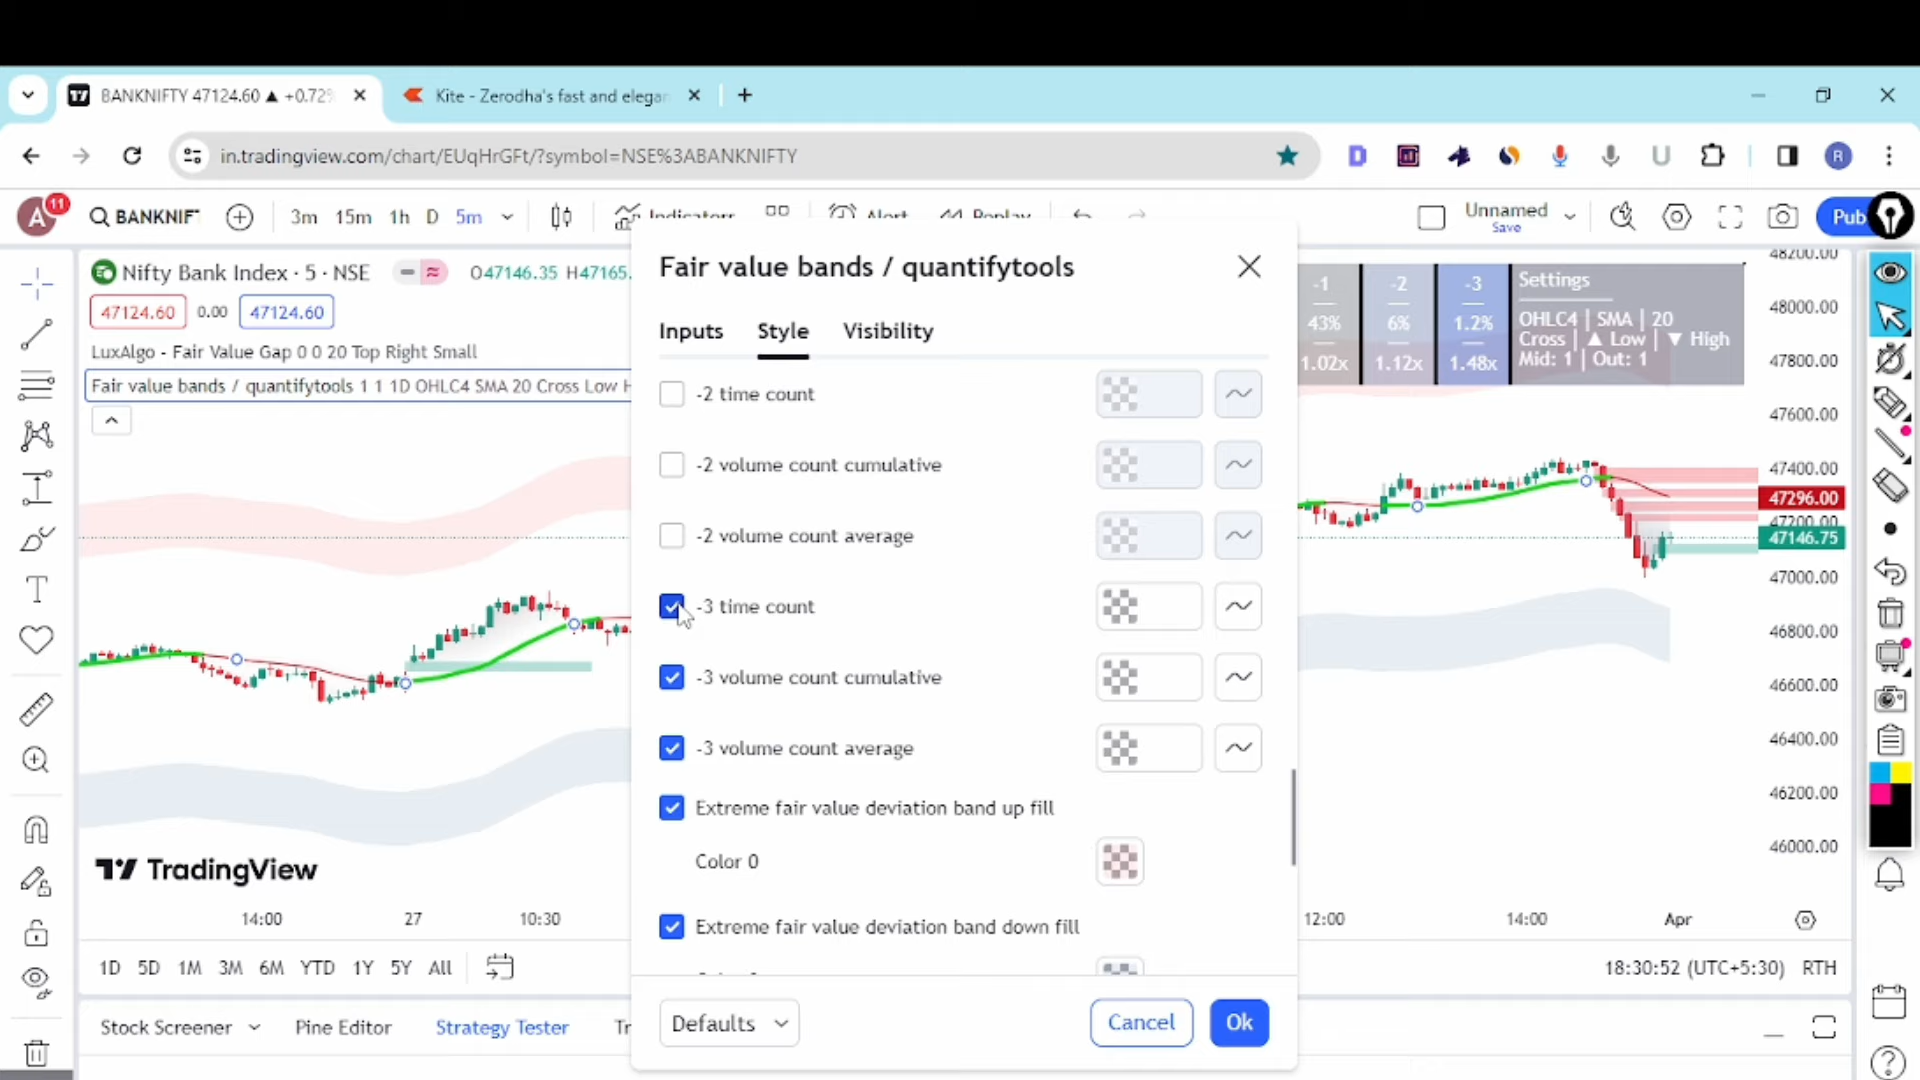 BANKNIFTY 47124.60 ▲ +0.72%
Kite - Zerodha's fast and elegan
in.tradingview.com/chart/EUqHrGFt/?symbol=NSE%3ABANKNIFTY
R
A
11
BANKNIF
3m 15m 1h D 5m
Indicators
Alert
Replay
Unnamed
Save
Pub
Nifty Bank Index · 5 · NSE
O47146.35 H47165.
47124.60 0.00 47124.60
LuxAlgo - Fair Value Gap 0 0 20 Top Right Small
Fair value bands / quantifytools 1 1 1D OHLC4 SMA 20 Cross Low H
Fair value bands / quantifytools
Inputs Style Visibility
-2 time count
-2 volume count cumulative
-2 volume count average
-3 time count
-3 volume count cumulative
-3 volume count average
Extreme fair value deviation band up fill
Color 0
Extreme fair value deviation band down fill
Defaults
Cancel
Ok
-1 -2 -3
43% 6% 1.2%
1.02x 1.12x 1.48x
Settings
OHLC4 | SMA | 20
Cross | ▲ Low | ▼ High
Mid: 1 | Out: 1
48200.00
48000.00
47800.00
47600.00
47400.00
47296.00
47200.00
47146.75
47000.00
46800.00
46600.00
46400.00
46200.00
46000.00
TradingView
14:00 27 10:30 12:00 14:00 Apr
1D 5D 1M 3M 6M YTD 1Y 5Y All
18:30:52 (UTC+5:30) RTH
Stock Screener Pine Editor Strategy Tester Tr